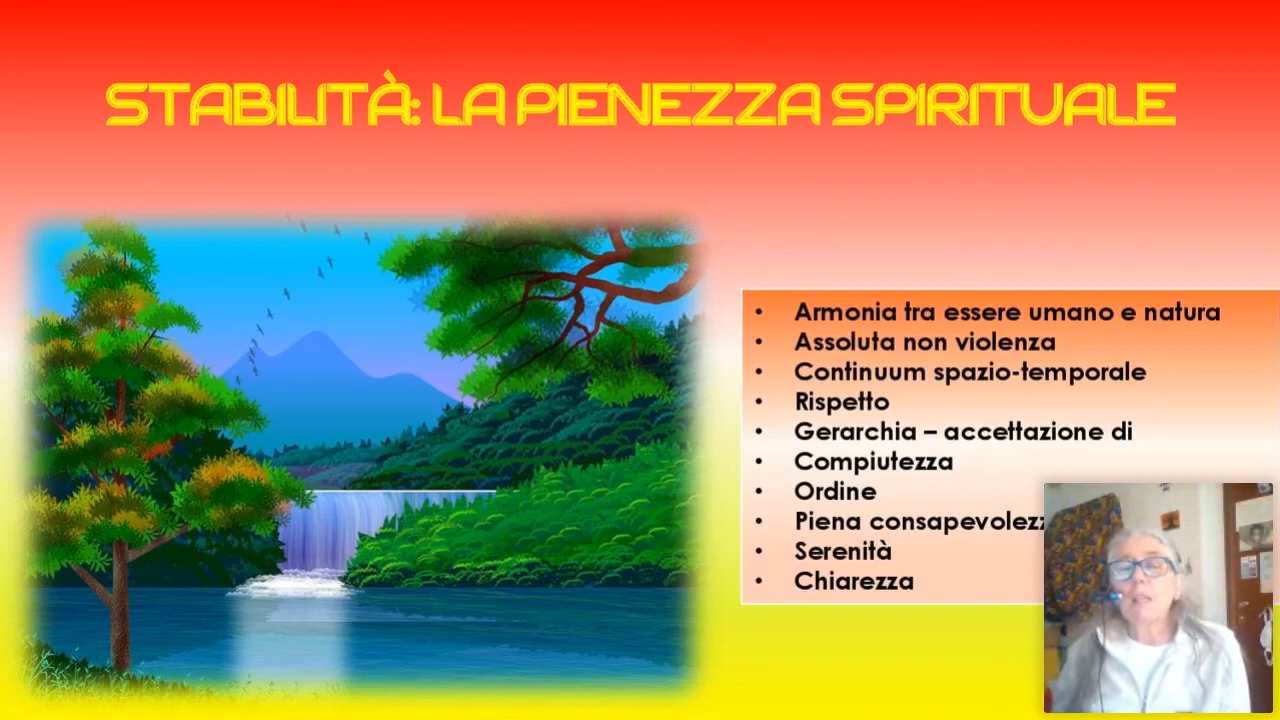 STABILITÀ: LA PIENEZZA SPIRITUALE
• Armonia tra essere umano e natura
• Assoluta non violenza
• Continuum spazio-temporale
• Rispetto
• Gerarchia – accettazione di
• Compiutezza
• Ordine
• Piena
• Serenità
• Chiarezza